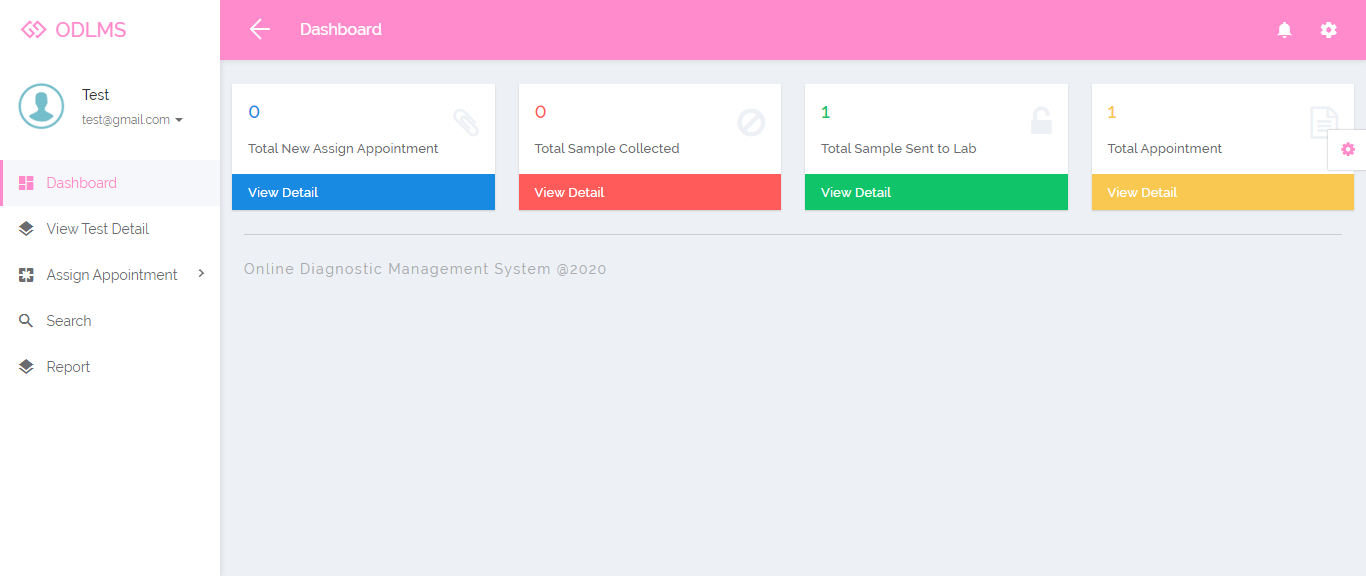 ODLMS
Dashboard
Test
test@gmail.com
Dashboard
View Test Detail
Assign Appointment
Search
Report
0
Total New Assign Appointment
View Detail
0
Total Sample Collected
View Detail
1
Total Sample Sent to Lab
View Detail
1
Total Appointment
View Detail
Online Diagnostic Management System @2020